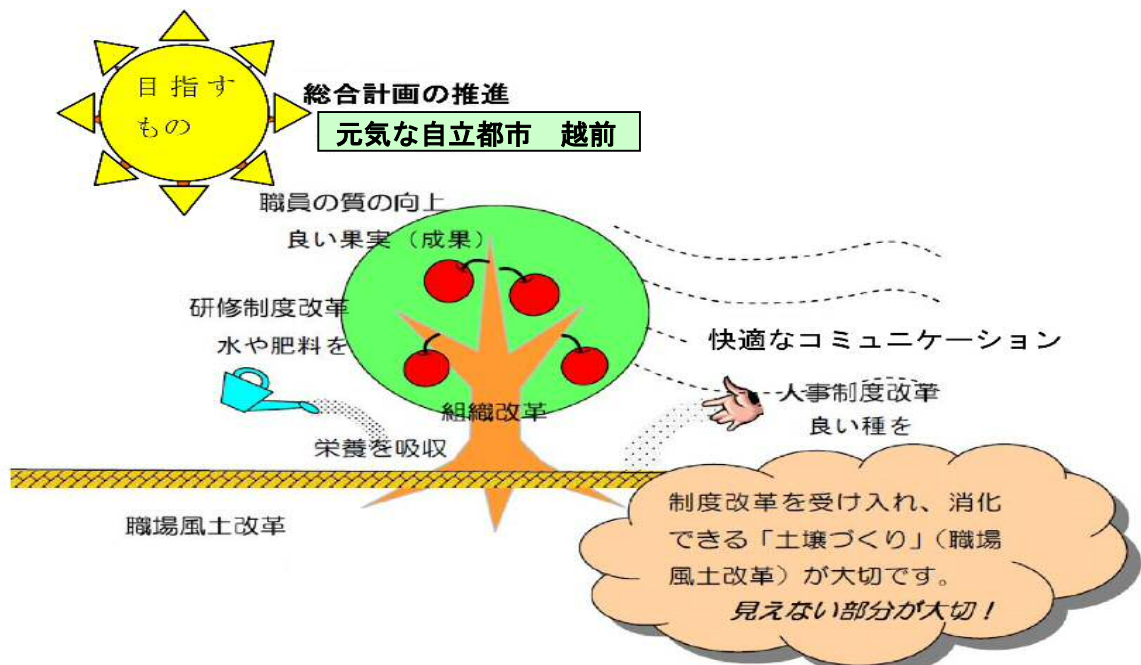 目指す
もの
総合計画の推進
元気な自立都市　越前
職員の質の向上
良い果実（成果）
研修制度改革
水や肥料を
快適なコミュニケーション
人事制度改革
良い種を
組織改革
栄養を吸収
職場風土改革
制度改革を受け入れ、消化
できる「土壌づくり」（職場
風土改革）が大切です。
見えない部分が大切！